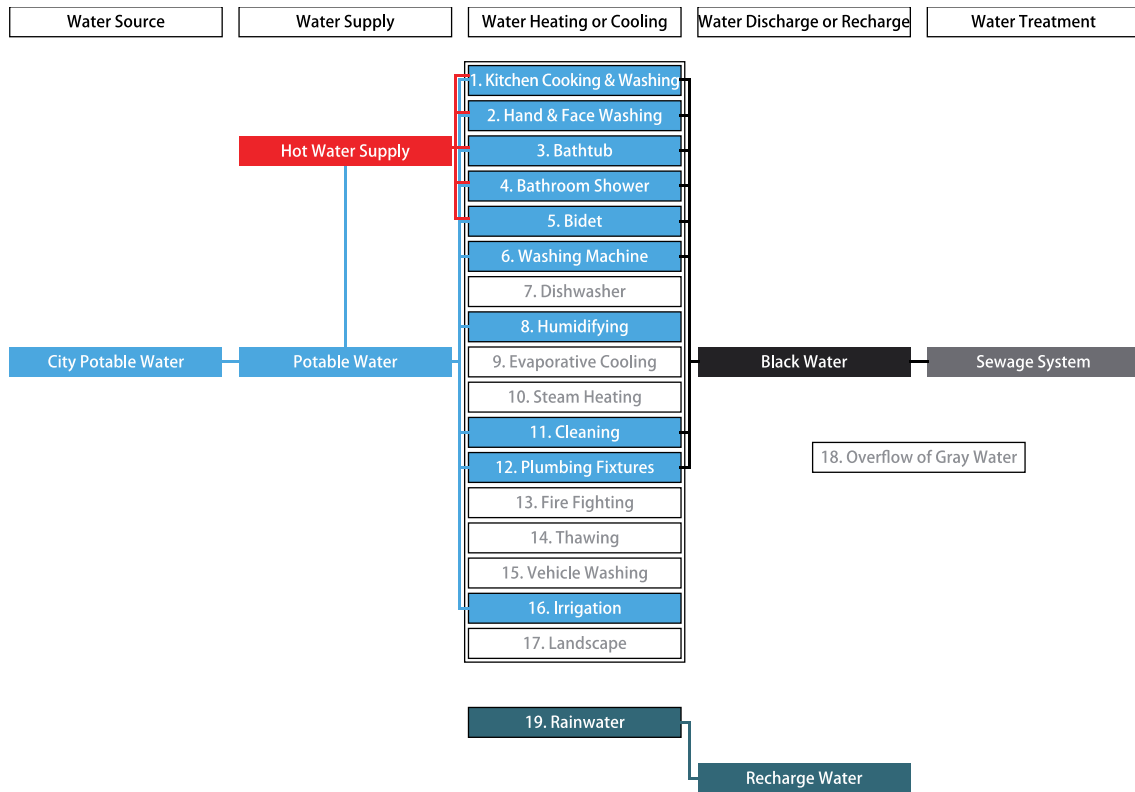 Water Source
Water Supply
Water Heating or Cooling
Water Discharge or Recharge
Water Treatment
1. Kitchen Cooking & Washing
2. Hand & Face Washing
Hot Water Supply
3. Bathtub
4. Bathroom Shower
5. Bidet
6. Washing Machine
7. Dishwasher
8. Humidifying
City Potable Water
Potable Water
9. Evaporative Cooling
Black Water
Sewage System
10. Steam Heating
11. Cleaning
12. Plumbing Fixtures
18. Overflow of Gray Water
13. Fire Fighting
14. Thawing
15. Vehicle Washing
16. Irrigation
17. Landscape
19. Rainwater
Recharge Water